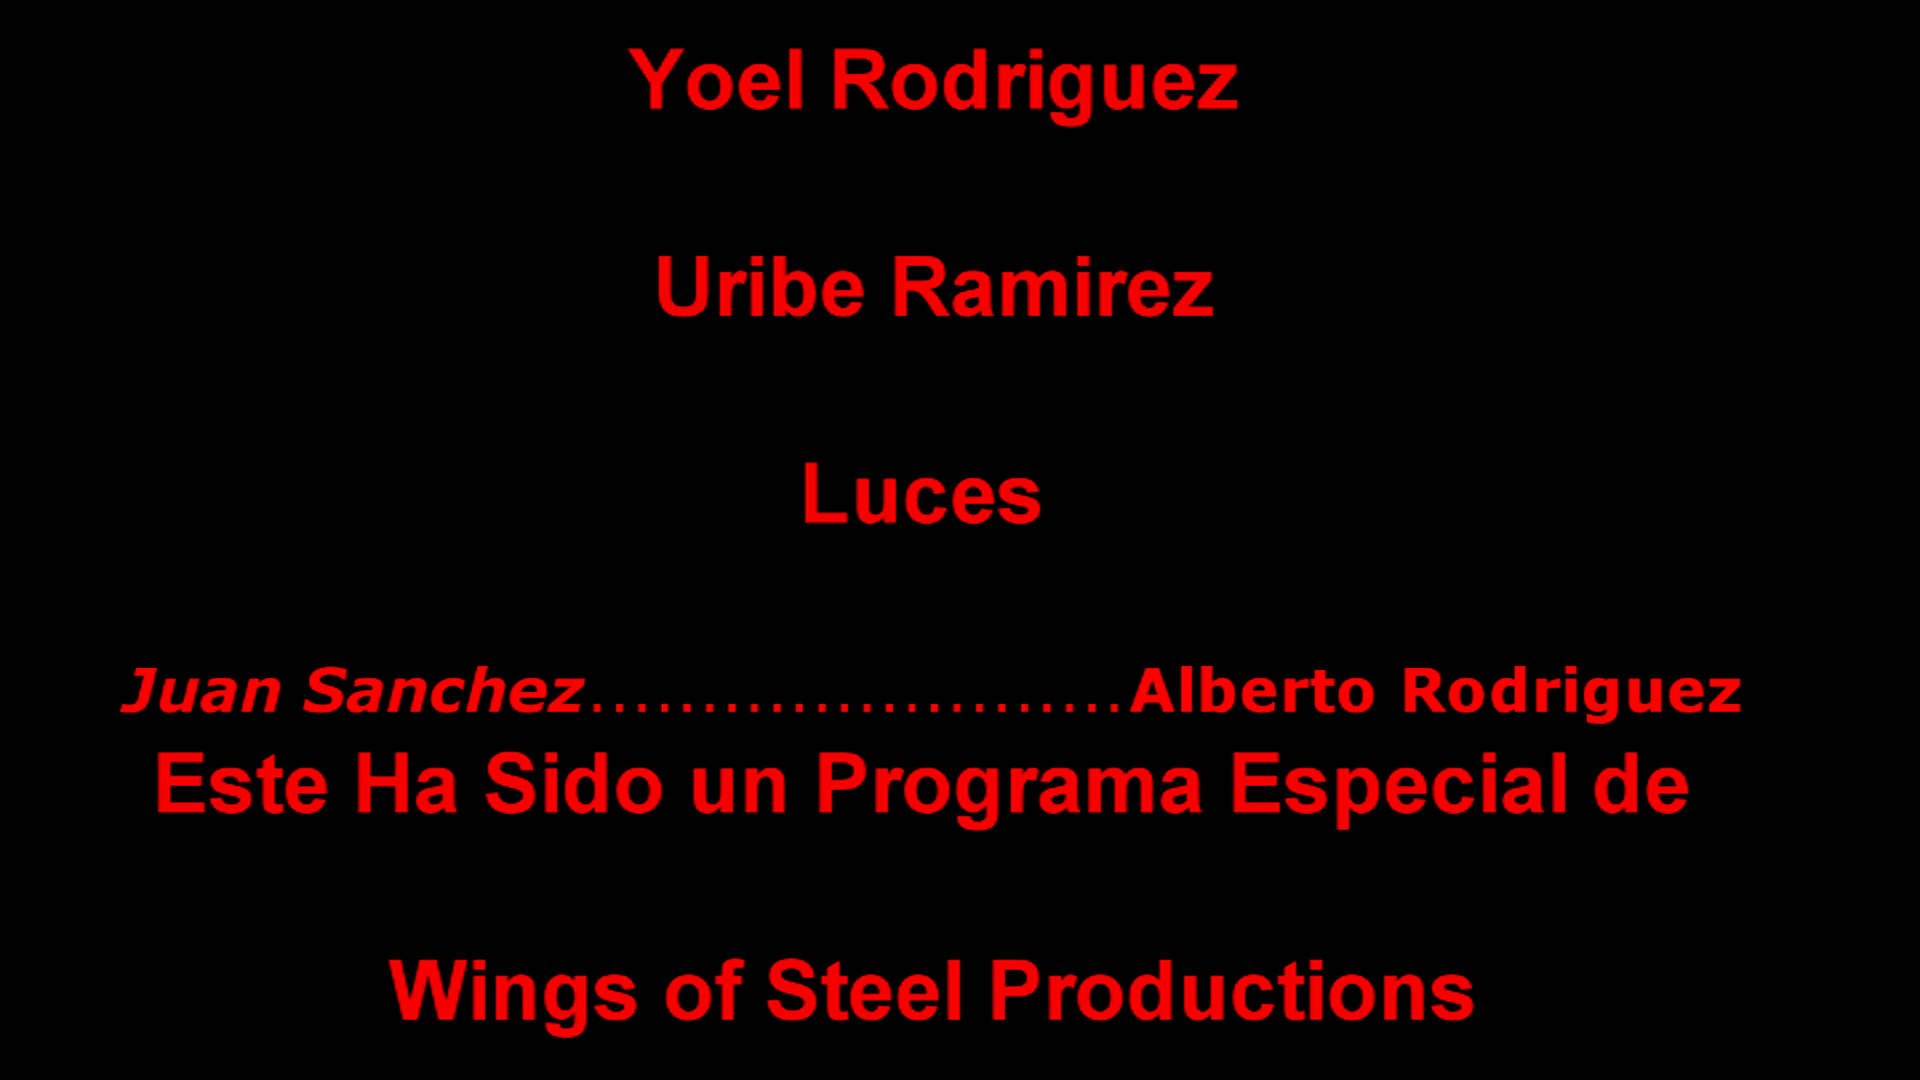 Yoel Rodriguez
Uribe Ramirez
Luces
Juan Sanchez........................Alberto Rodriguez
Este Ha Sido un Programa Especial de
Wings of Steel Productions